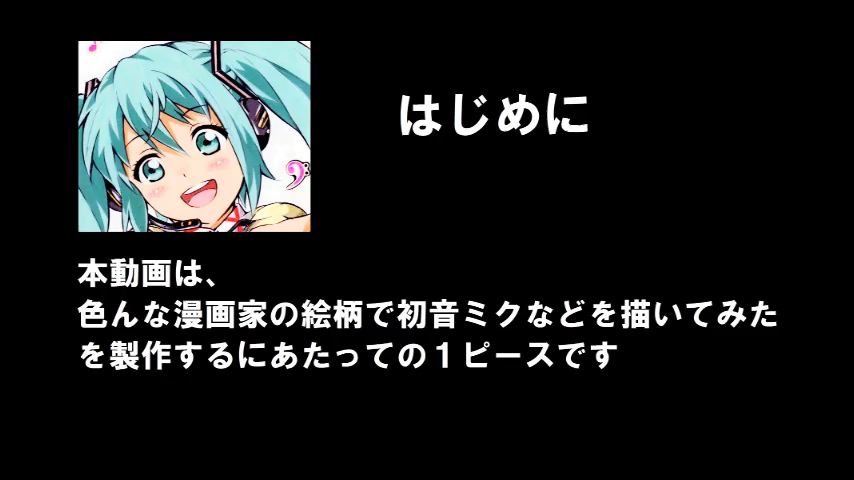 はじめに
本動画は、
色んな漫画家の絵柄で初音ミクなどを描いてみた
を製作するにあたっての１ピースです